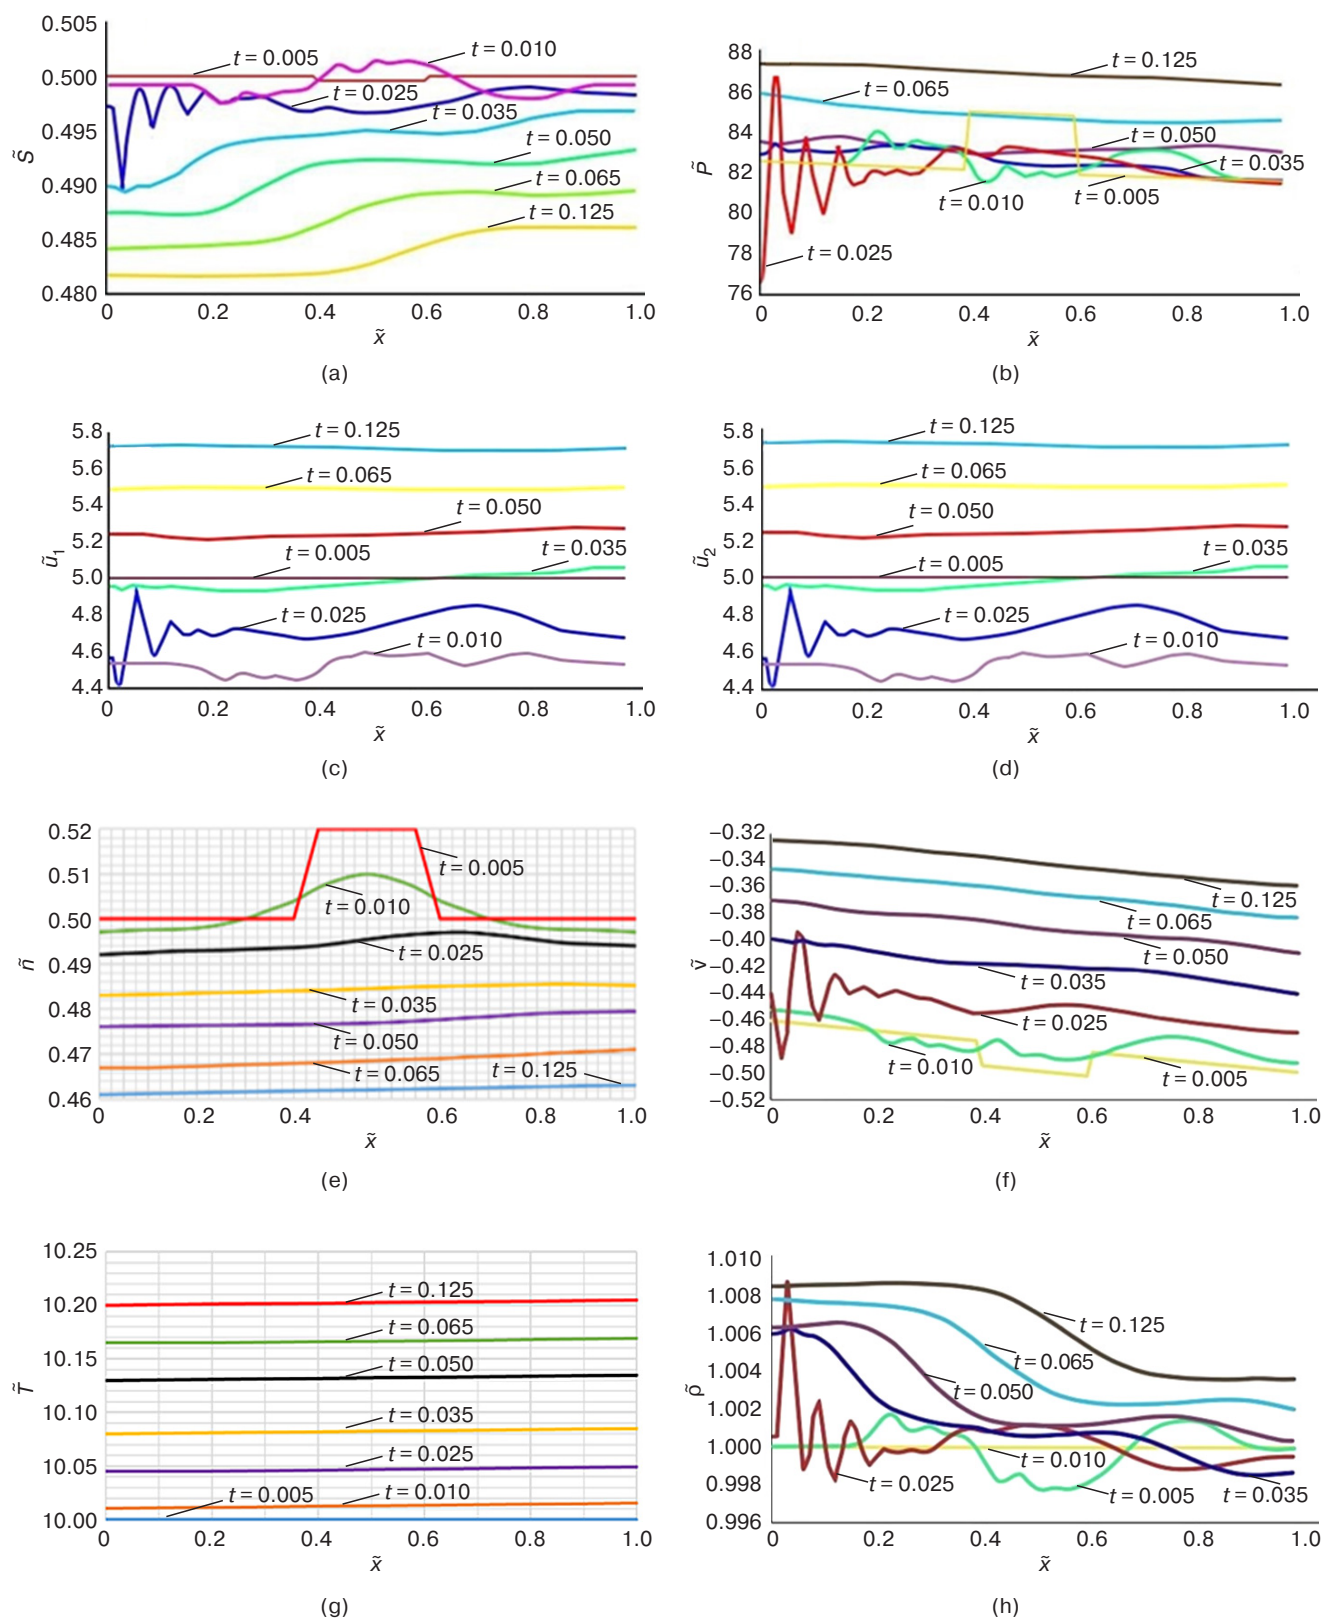 0.505
0.500
0.495
0.490
0.485
0.480
S̃
t = 0.005
t = 0.010
t = 0.025
t = 0.035
t = 0.050
t = 0.065
t = 0.125
0 0.2 0.4 0.6 0.8 1.0
x̃
(a)
88
86
84
82
80
78
76
P̃
t = 0.125
t = 0.065
t = 0.050
t = 0.035
t = 0.010
t = 0.005
t = 0.025
0 0.2 0.4 0.6 0.8 1.0
x̃
(b)
5.8
5.6
5.4
5.2
5.0
4.8
4.6
4.4
ũ1
t = 0.125
t = 0.065
t = 0.050
t = 0.005
t = 0.035
t = 0.025
t = 0.010
0 0.2 0.4 0.6 0.8 1.0
x̃
(c)
5.8
5.6
5.4
5.2
5.0
4.8
4.6
4.4
ũ2
t = 0.125
t = 0.065
t = 0.050
t = 0.035
t = 0.005
t = 0.025
t = 0.010
0 0.2 0.4 0.6 0.8 1.0
x̃
(d)
0.52
0.51
0.50
0.49
0.48
0.47
0.46
ñ
t = 0.005
t = 0.010
t = 0.025
t = 0.035
t = 0.050
t = 0.065
t = 0.125
0 0.2 0.4 0.6 0.8 1.0
x̃
(e)
−0.32
−0.34
−0.36
−0.38
−0.40
−0.42
−0.44
−0.46
−0.48
−0.50
−0.52
ṽ
t = 0.125
t = 0.065
t = 0.050
t = 0.035
t = 0.025
t = 0.010
t = 0.005
0 0.2 0.4 0.6 0.8 1.0
x̃
(f)
10.25
10.20
10.15
10.10
10.05
10.00
T̃
t = 0.125
t = 0.065
t = 0.050
t = 0.035
t = 0.025
t = 0.005
t = 0.010
0 0.2 0.4 0.6 0.8 1.0
x̃
(g)
1.010
1.008
1.006
1.004
1.002
1.000
0.998
0.996
ρ̃
t = 0.125
t = 0.065
t = 0.050
t = 0.010
t = 0.025
t = 0.005
t = 0.035
0 0.2 0.4 0.6 0.8 1.0
x̃
(h)